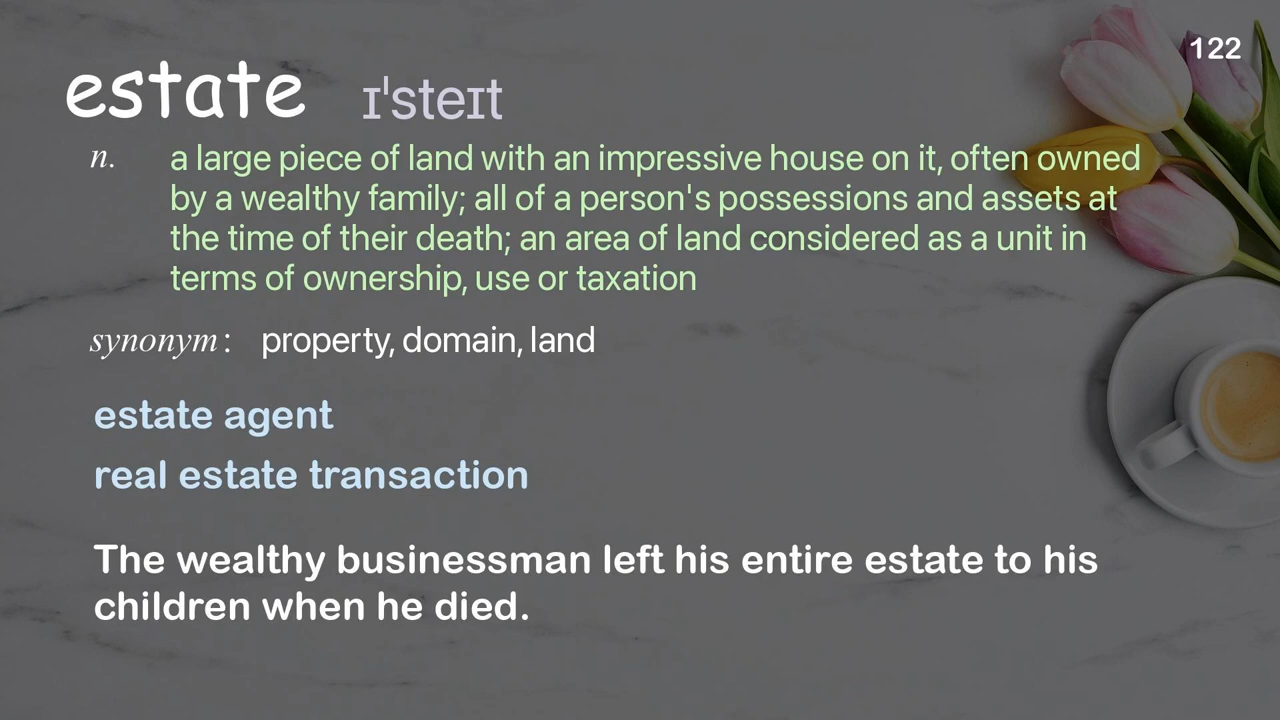 122
estate ɪ'steɪt
n. a large piece of land with an impressive house on it, often owned
by a wealthy family; all of a person's possessions and assets at
the time of their death; an area of land considered as a unit in
terms of ownership, use or taxation
synonym: property, domain, land
estate agent
real estate transaction
The wealthy businessman left his entire estate to his
children when he died.